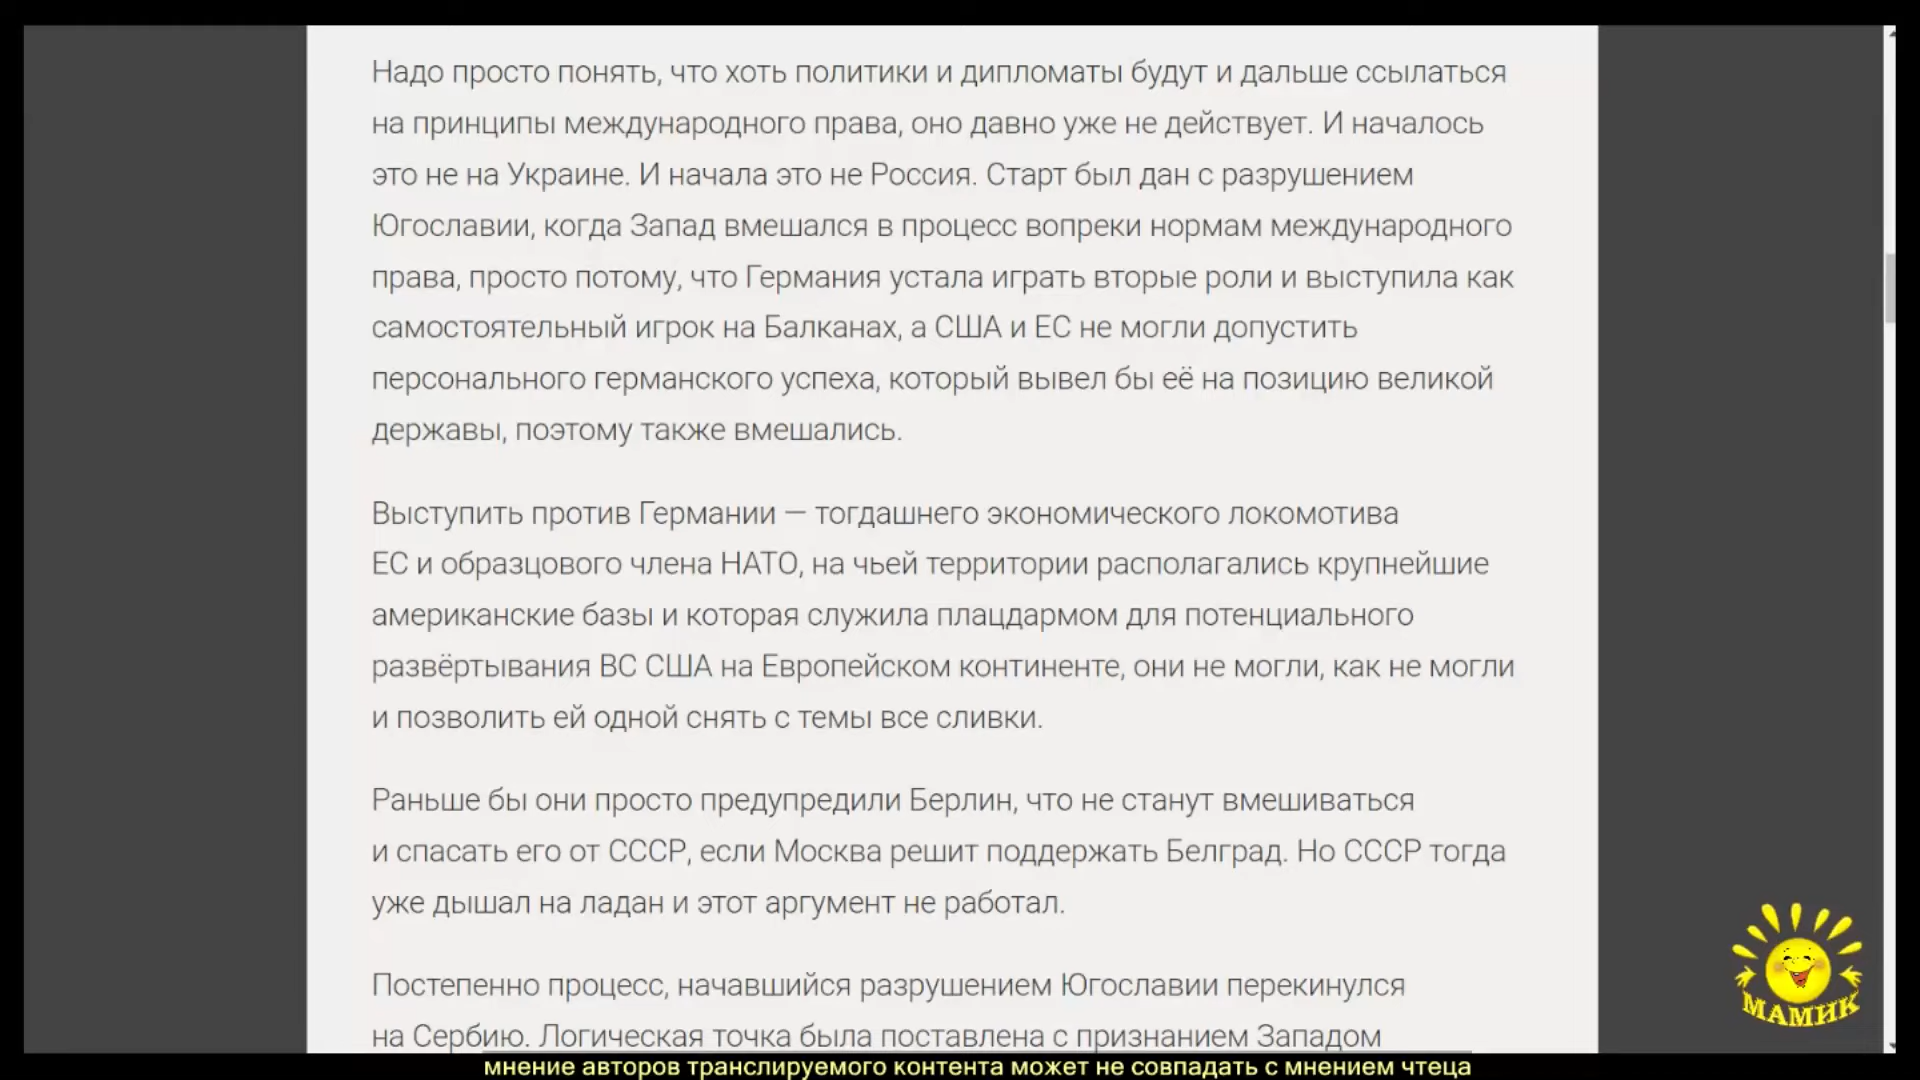 Надо просто понять, что хоть политики и дипломаты будут и дальше ссылаться
на принципы международного права, оно давно уже не действует. И началось
это не на Украине. И начала это не Россия. Старт был дан с разрушением
Югославии, когда Запад вмешался в процесс вопреки нормам международного
права, просто потому, что Германия устала играть вторые роли и выступила как
самостоятельный игрок на Балканах, а США и ЕС не могли допустить
персонального германского успеха, который вывел бы её на позицию великой
державы, поэтому также вмешались.
Выступить против Германии — тогдашнего экономического локомотива
ЕС и образцового члена НАТО, на чьей территории располагались крупнейшие
американские базы и которая служила плацдармом для потенциального
развёртывания ВС США на Европейском континенте, они не могли, как не могли
и позволить ей одной снять с темы все сливки.
Раньше бы они просто предупредили Берлин, что не станут вмешиваться
и спасать его от СССР, если Москва решит поддержать Белград. Но СССР тогда
уже дышал на ладан и этот аргумент не работал.
Постепенно процесс, начавшийся разрушением Югославии перекинулся
на Сербию. Логическая точка была поставлена с признанием Западом
МАМИК
мнение авторов транслируемого контента может не совпадать с мнением чтеца